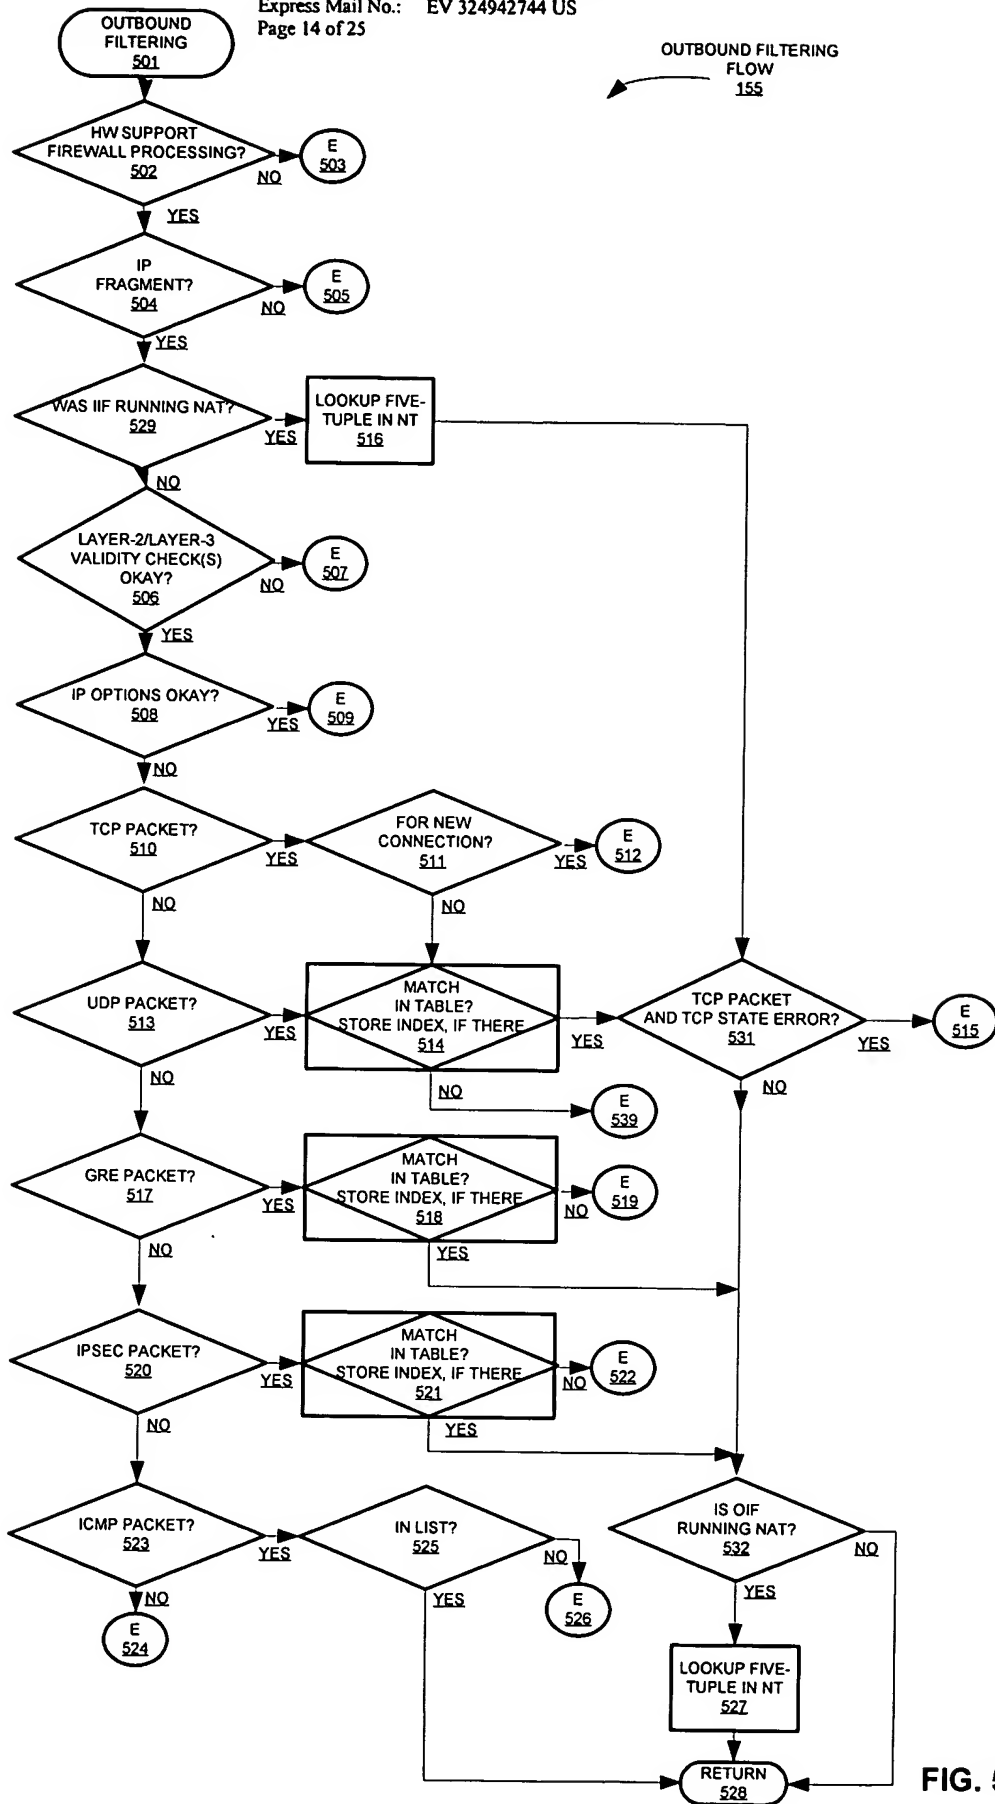 Express Mail No.: EV 324942744 US
Page 14 of 25
OUTBOUND
FILTERING
501
OUTBOUND FILTERING
FLOW
155
HW SUPPORT
FIREWALL PROCESSING?
502
NO
E
503
YES
IP
FRAGMENT?
504
NO
E
505
YES
WAS IIF RUNNING NAT?
529
YES
LOOKUP FIVE-
TUPLE IN NT
516
NO
LAYER-2/LAYER-3
VALIDITY CHECK(S)
OKAY?
506
NO
E
507
YES
IP OPTIONS OKAY?
508
YES
E
509
NO
TCP PACKET?
510
YES
FOR NEW
CONNECTION?
511
YES
E
512
NO
NO
UDP PACKET?
513
YES
MATCH
IN TABLE?
STORE INDEX, IF THERE
514
YES
TCP PACKET
AND TCP STATE ERROR?
531
YES
E
515
NO
NO
E
539
NO
GRE PACKET?
517
YES
MATCH
IN TABLE?
STORE INDEX, IF THERE
518
NO
E
519
NO
YES
IPSEC PACKET?
520
YES
MATCH
IN TABLE?
STORE INDEX, IF THERE
521
NO
E
522
NO
YES
ICMP PACKET?
523
YES
IN LIST?
525
NO
E
526
IS OIF
RUNNING NAT?
532
NO
NO
E
524
YES
YES
LOOKUP FIVE-
TUPLE IN NT
527
RETURN
528
FIG. 5